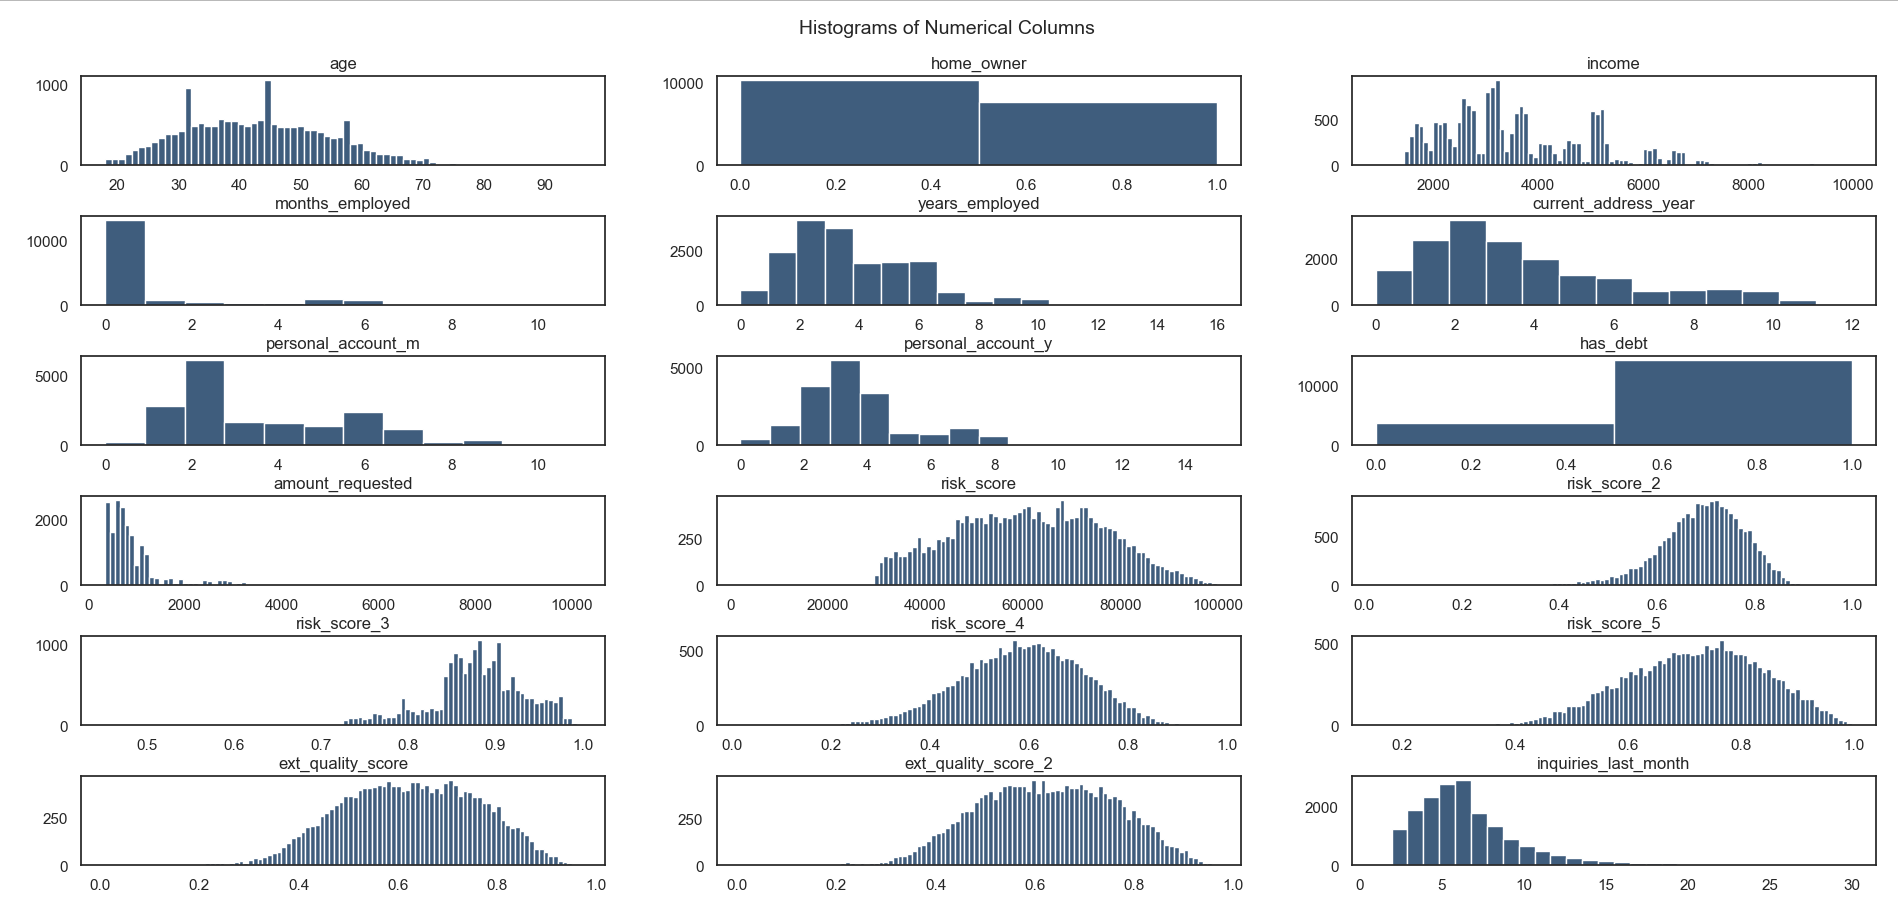 Histograms of Numerical Columns
age
1000
0
20 30 40 50 60 70 80 90
home_owner
10000
0
0.0 0.2 0.4 0.6 0.8 1.0
income
500
0
2000 4000 6000 8000 10000
months_employed
10000
0
0 2 4 6 8 10
years_employed
2500
0
0 2 4 6 8 10 12 14 16
current_address_year
2000
0
0 2 4 6 8 10 12
personal_account_m
5000
0
0 2 4 6 8 10
personal_account_y
5000
0
0 2 4 6 8 10 12 14
has_debt
10000
0
0.0 0.2 0.4 0.6 0.8 1.0
amount_requested
2000
0
0 2000 4000 6000 8000 10000
risk_score
250
0
0 20000 40000 60000 80000 100000
risk_score_2
500
0
0.0 0.2 0.4 0.6 0.8 1.0
risk_score_3
1000
0
0.5 0.6 0.7 0.8 0.9 1.0
risk_score_4
500
0
0.0 0.2 0.4 0.6 0.8 1.0
risk_score_5
500
0
0.2 0.4 0.6 0.8 1.0
ext_quality_score
250
0
0.0 0.2 0.4 0.6 0.8 1.0
ext_quality_score_2
250
0
0.0 0.2 0.4 0.6 0.8 1.0
inquiries_last_month
2000
0
0 5 10 15 20 25 30